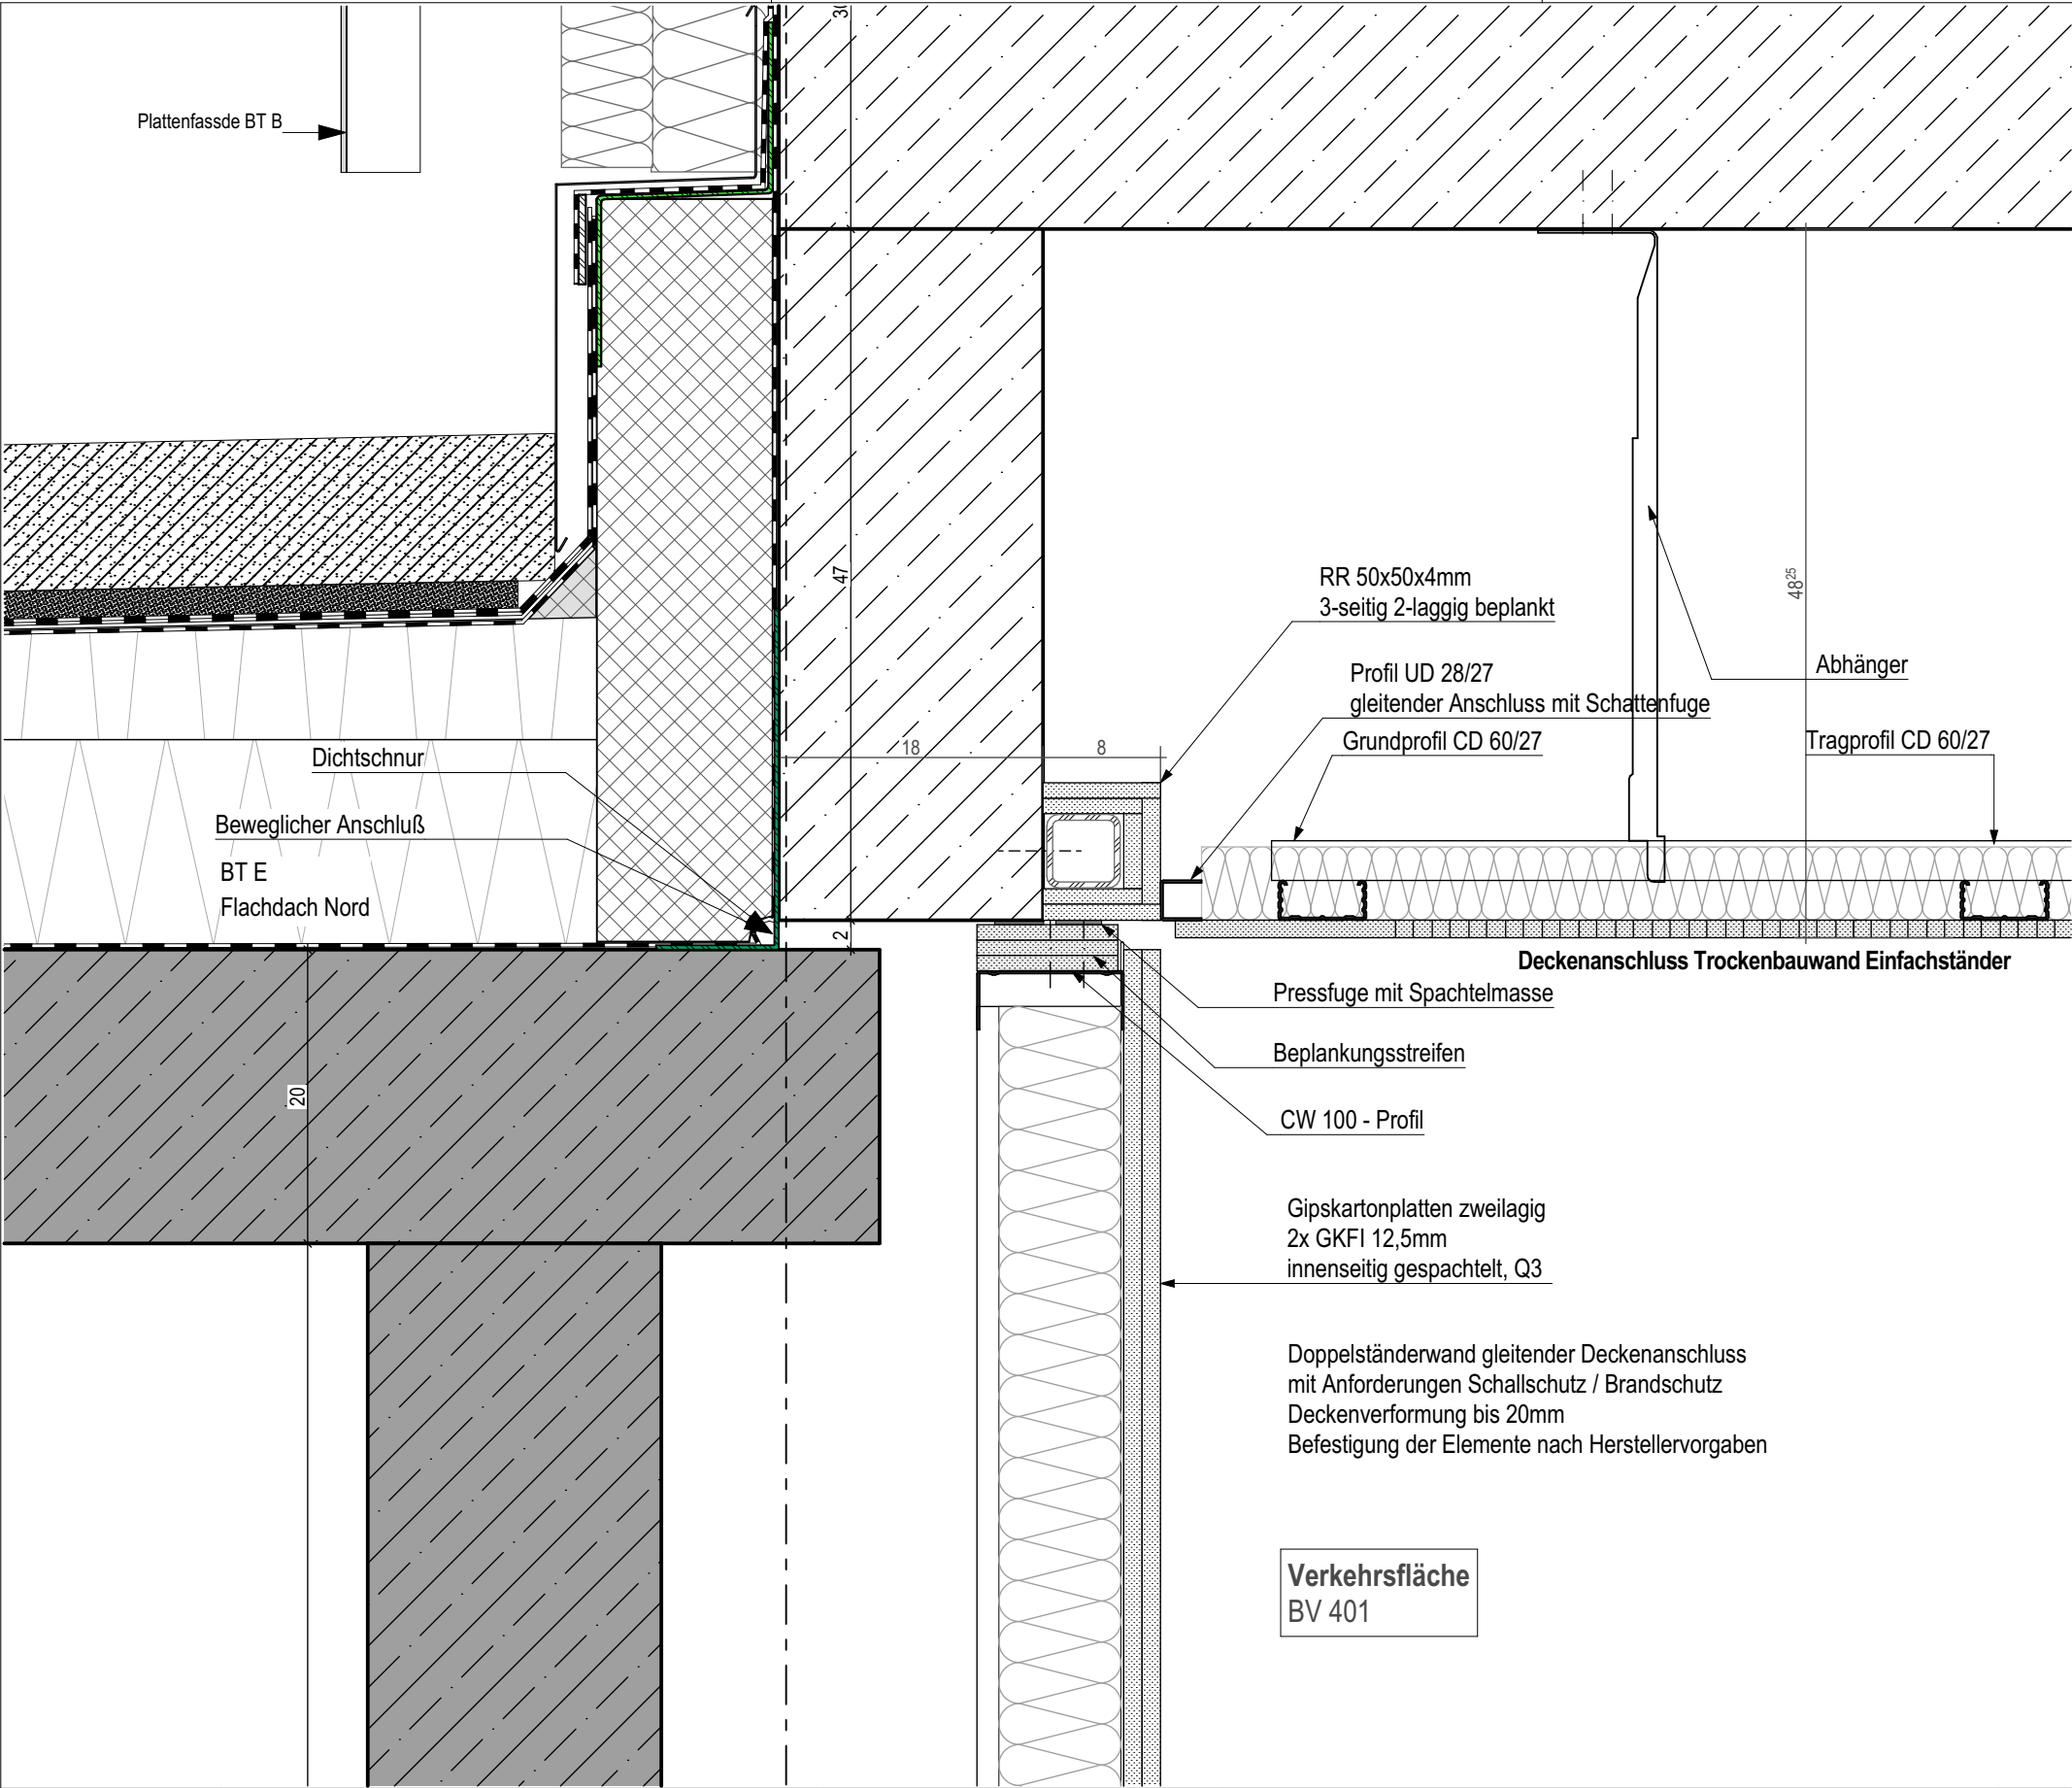 30
Plattenfassde BT B
47
RR 50x50x4mm
3-seitig 2-laggig beplankt
48²⁵
Profil UD 28/27
gleitender Anschluss mit Schattenfuge
Abhänger
Grundprofil CD 60/27
Tragprofil CD 60/27
18
8
Dichtschnur
Beweglicher Anschluß
BT E
Flachdach Nord
2
Deckenanschluss Trockenbauwand Einfachständer
Pressfuge mit Spachtelmasse
Beplankungsstreifen
20
CW 100 - Profil
Gipskartonplatten zweilagig
2x GKFI 12,5mm
innenseitig gespachtelt, Q3
Doppelständerwand gleitender Deckenanschluss
mit Anforderungen Schallschutz / Brandschutz
Deckenverformung bis 20mm
Befestigung der Elemente nach Herstellervorgaben
Verkehrsfläche
BV 401